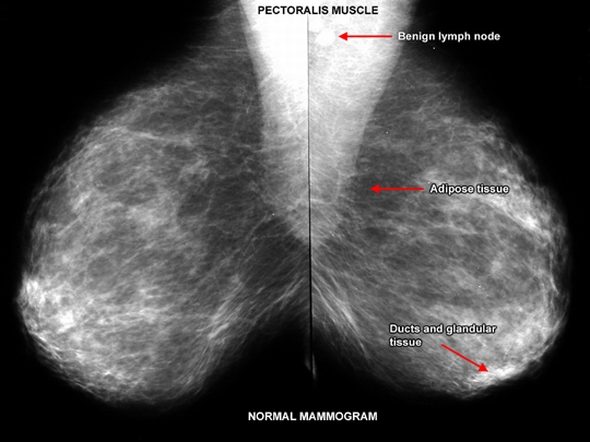 PECTORALIS MUSCLE
Benign lymph node
Adipose tissue
Ducts and glandular
tissue
NORMAL MAMMOGRAM